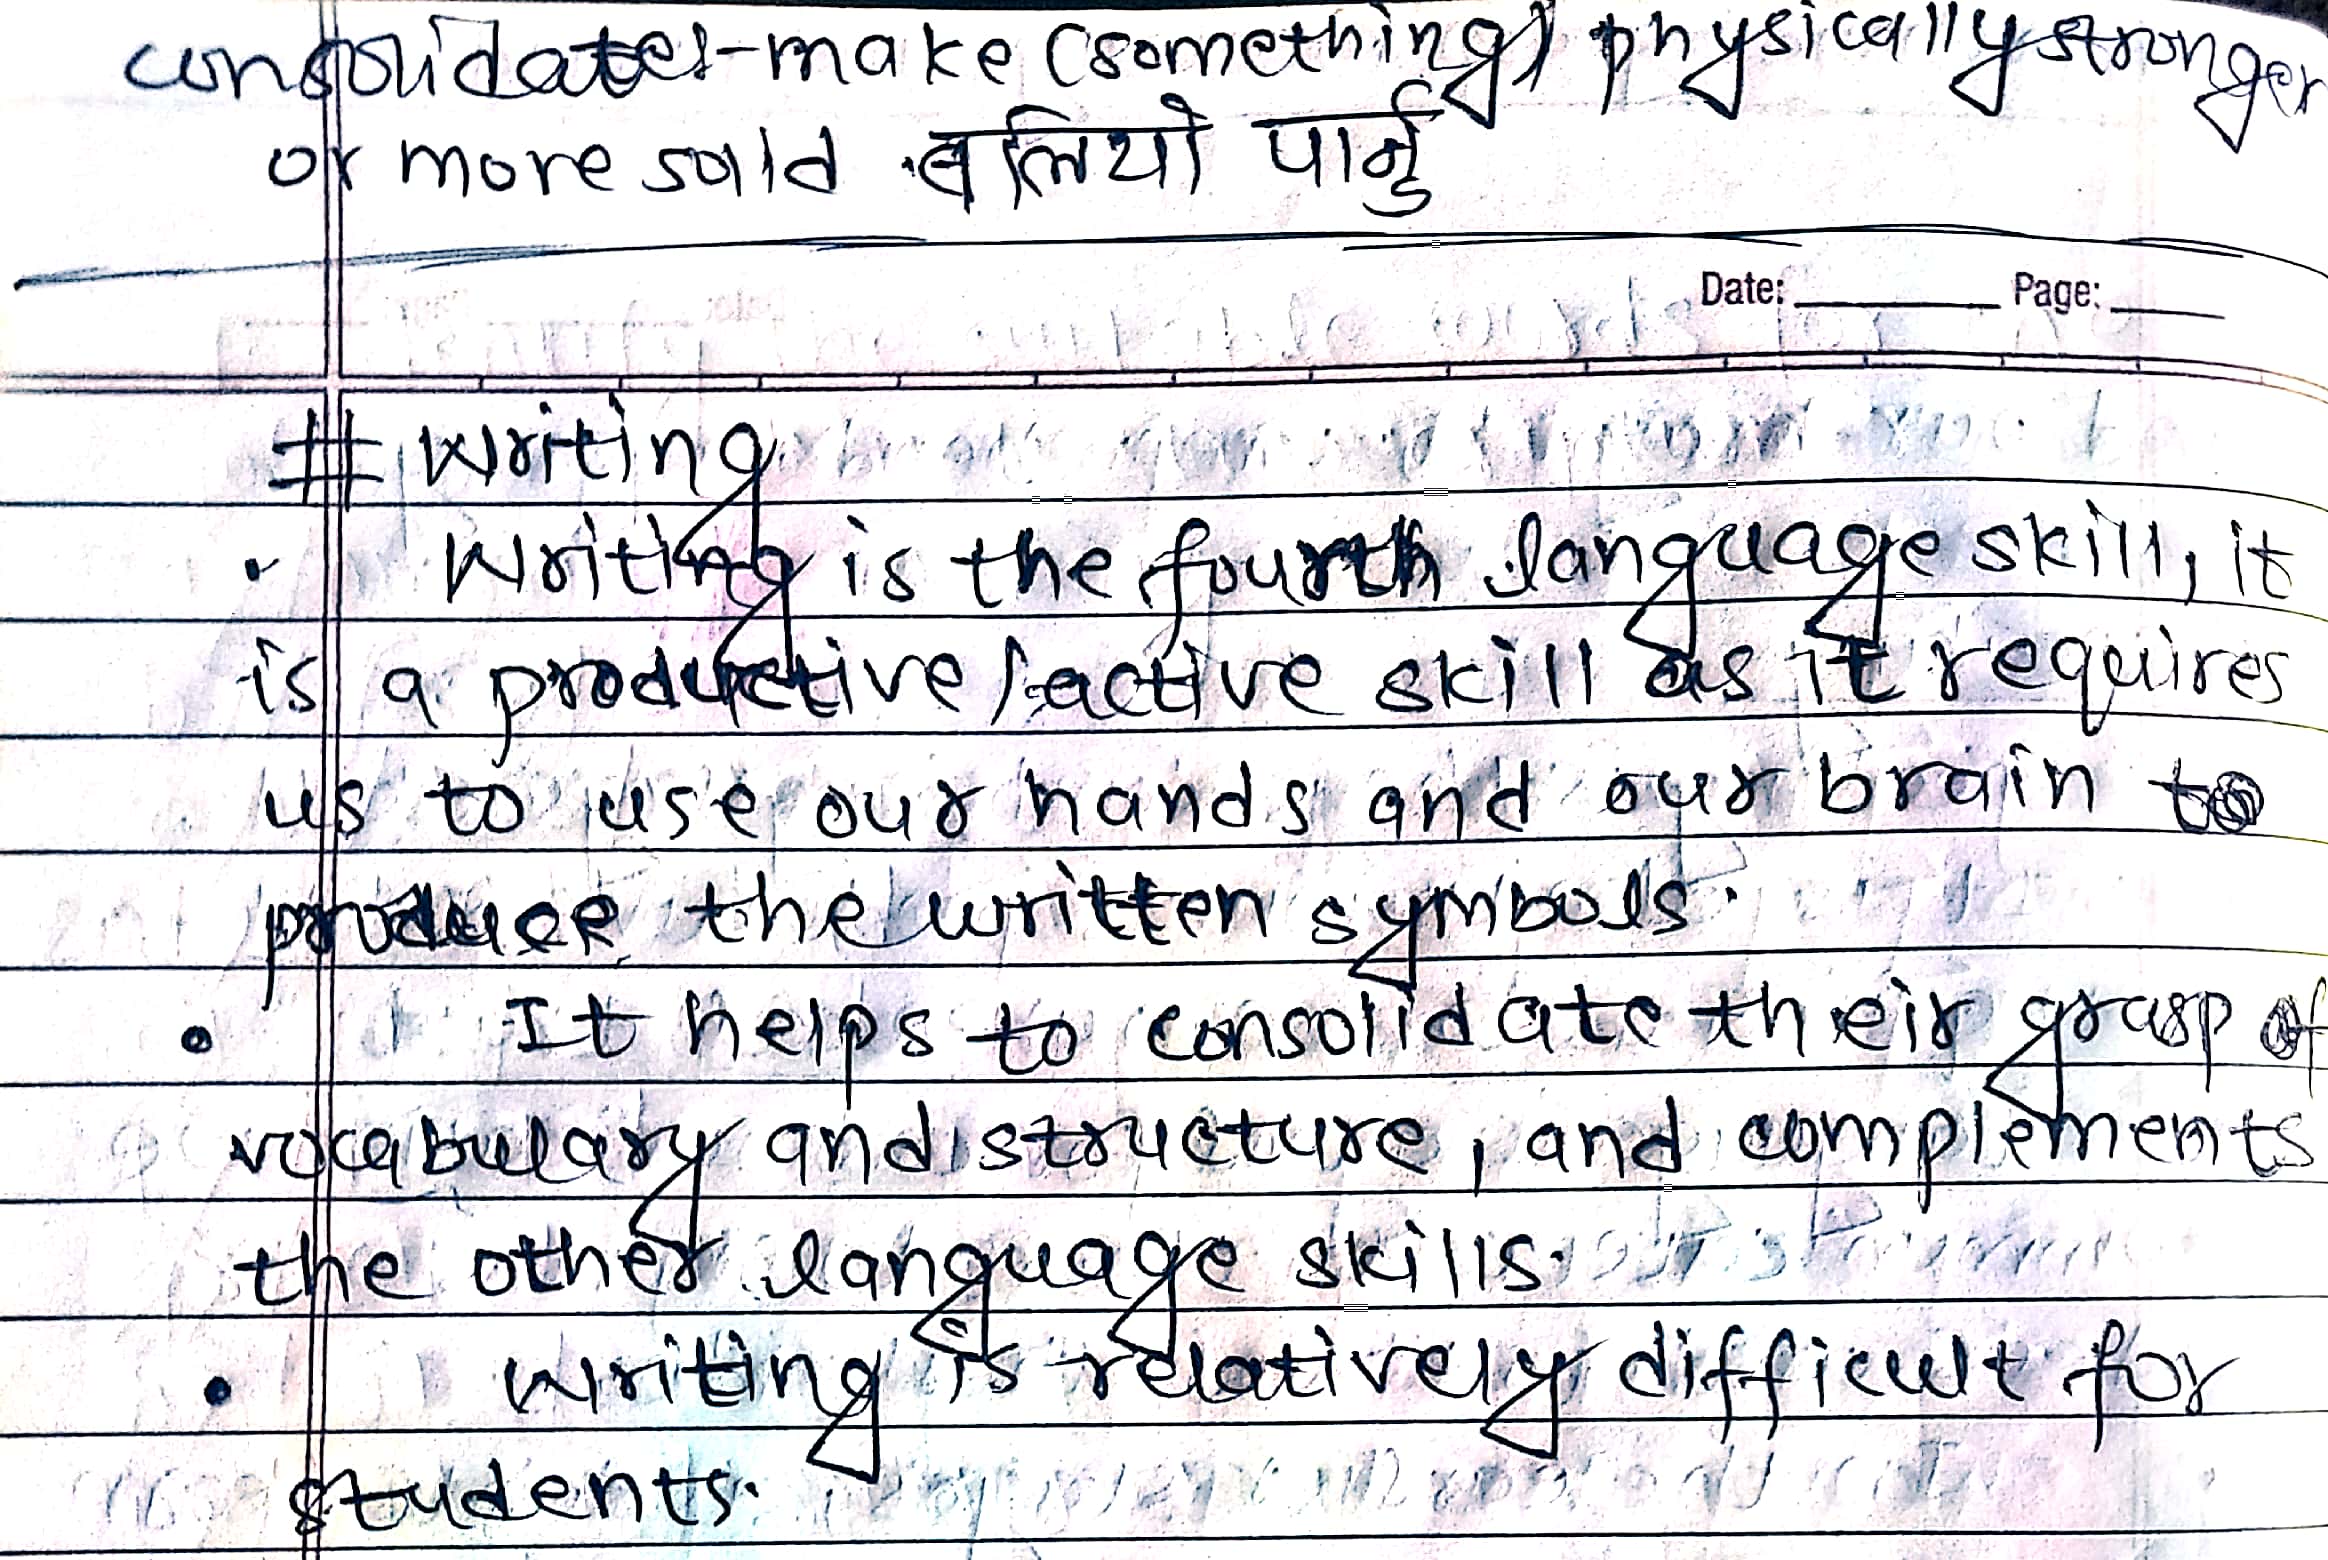 consolidates-make (something) physically stronger
or more solid बलियो पार्नु
Date: Page:
# Writing
• Writing is the fourth language skill, it
is a productive/active skill as it requires
us to use our hands and our brain to
produce the written symbols.
• It helps to consolidate their grasp of
vocabulary and structure, and complements
the other language skills.
• Writing is relatively difficult for
students.